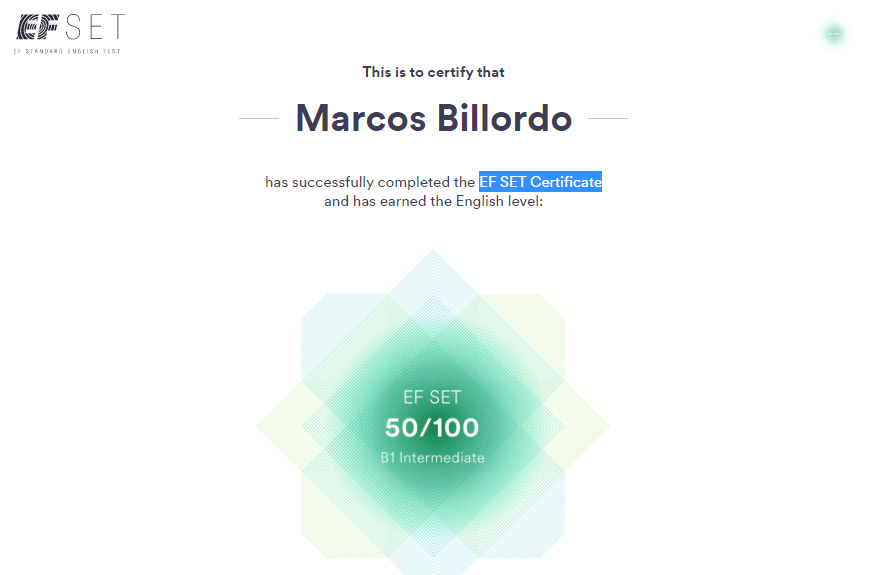 EF SET
EF STANDARD ENGLISH TEST
This is to certify that
Marcos Billordo
has successfully completed the EF SET Certificate
and has earned the English level:
EF SET
50/100
B1 Intermediate